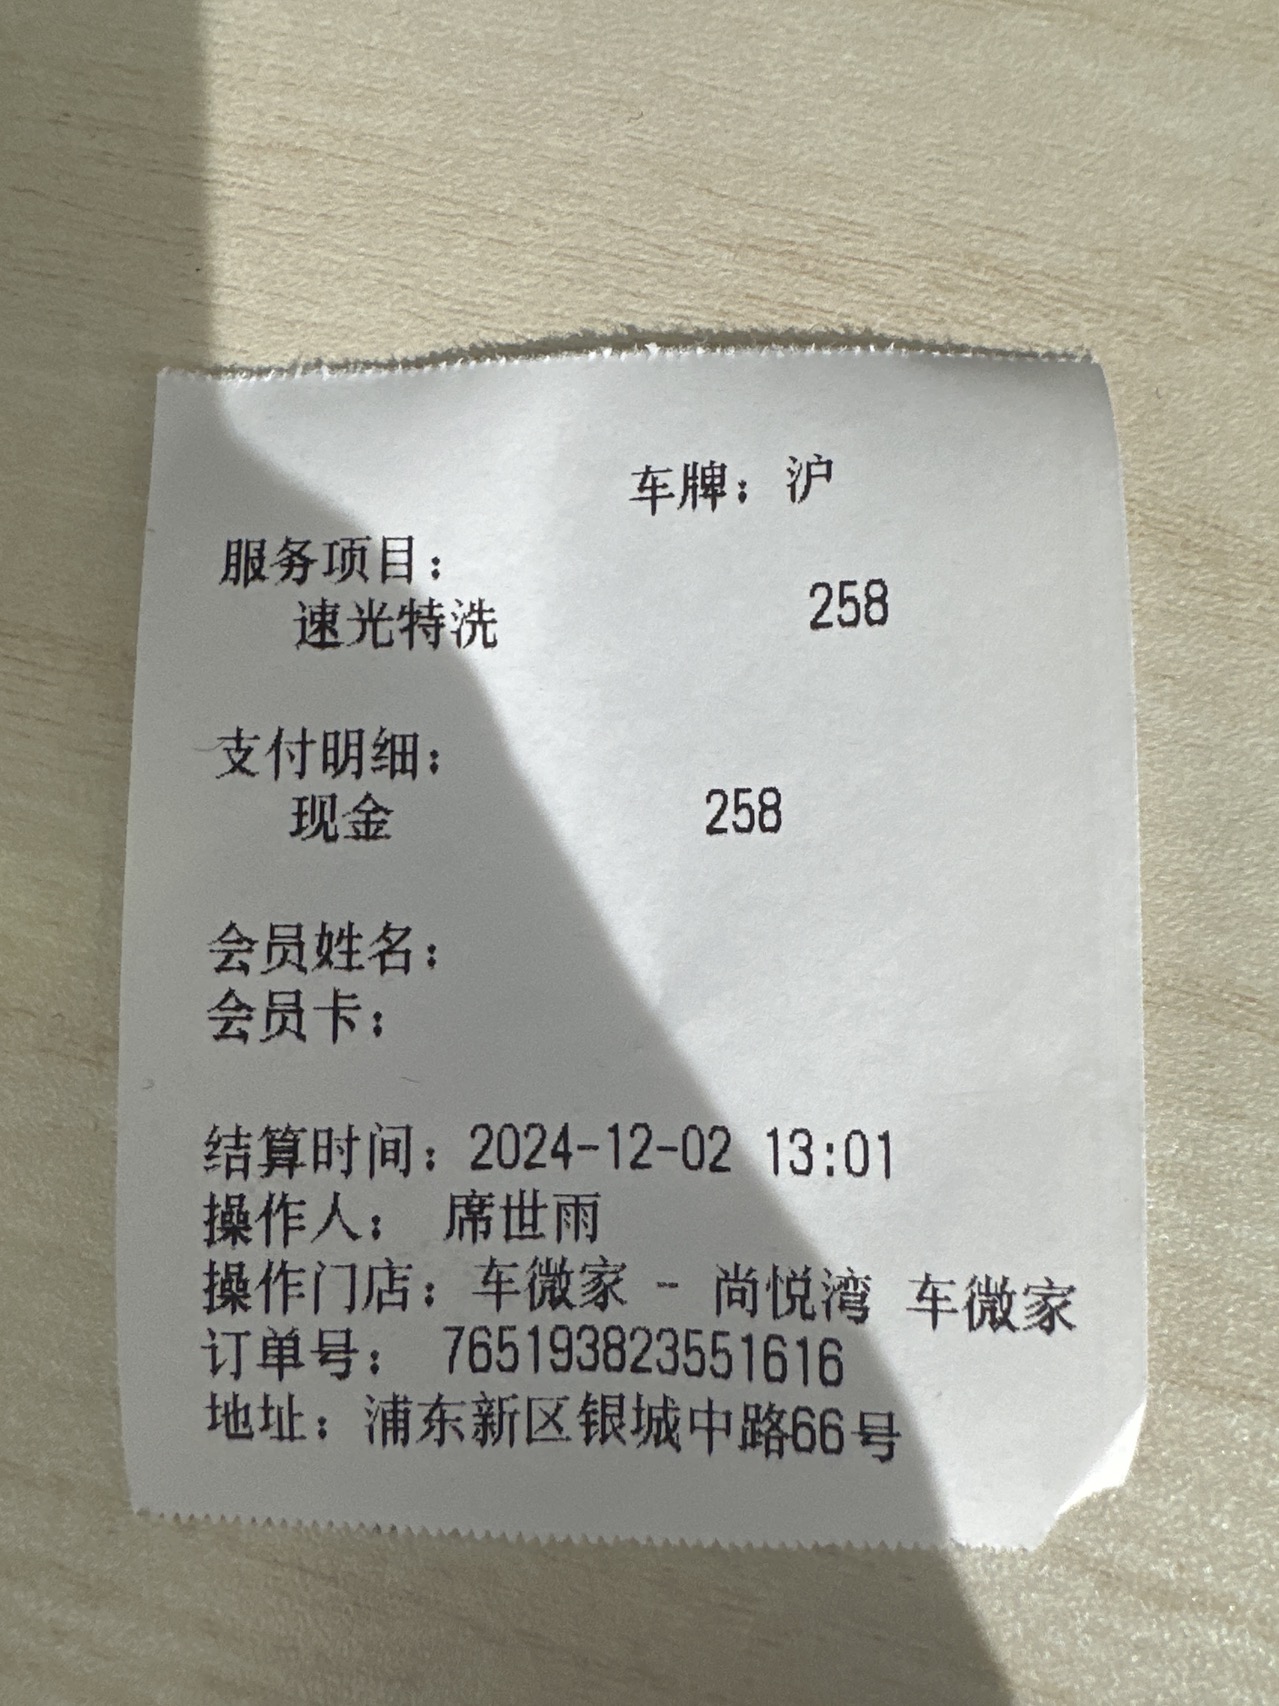 车牌：沪
服务项目：
速光特洗 258
支付明细：
现金 258
会员姓名：
会员卡：
结算时间：2024-12-02 13:01
操作人： 席世雨
操作门店：车微家 - 尚悦湾 车微家
订单号： 765193823551616
地址：浦东新区银城中路66号